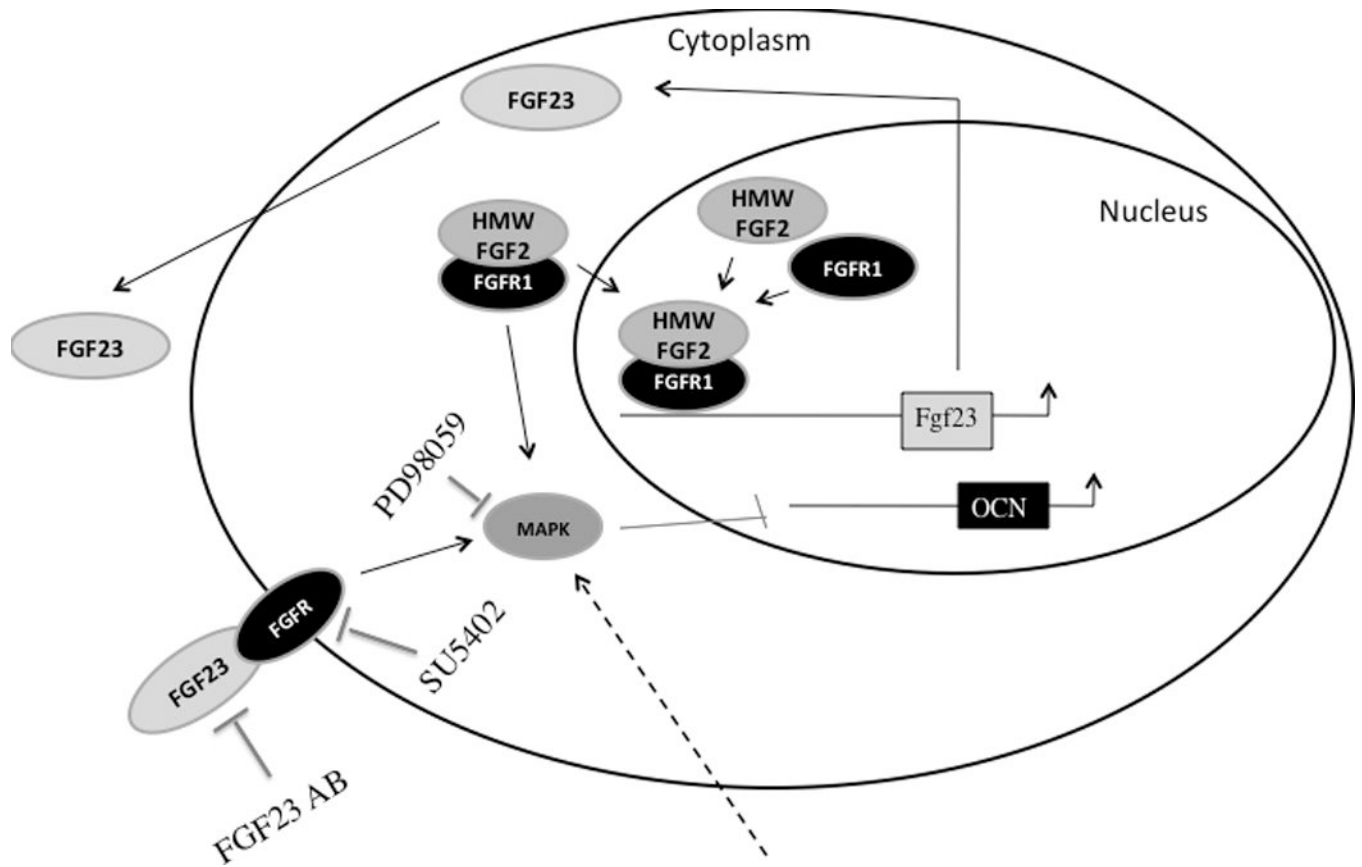 Cytoplasm
FGF23
HMW
FGF2
Nucleus
HMW
FGF2
FGFR1
FGFR1
HMW
FGF2
FGFR1
FGF23
Fgf23
PD98059
OCN
MAPK
FGFR
SU5402
FGF23
FGF23 AB